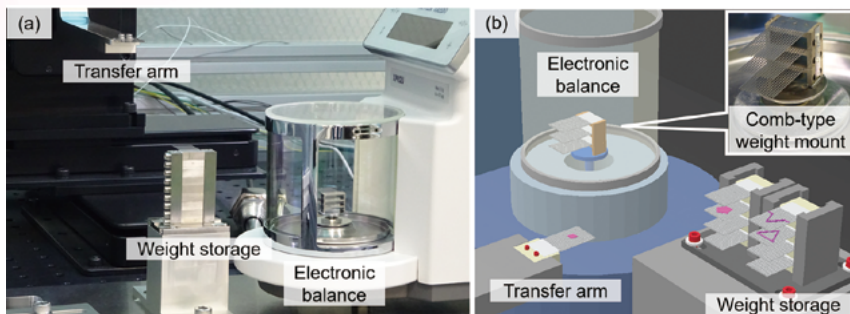 (a)
Transfer arm
Weight storage
Electronic
balance
(b)
Electronic
balance
Comb-type
weight mount
Transfer arm
Weight storage